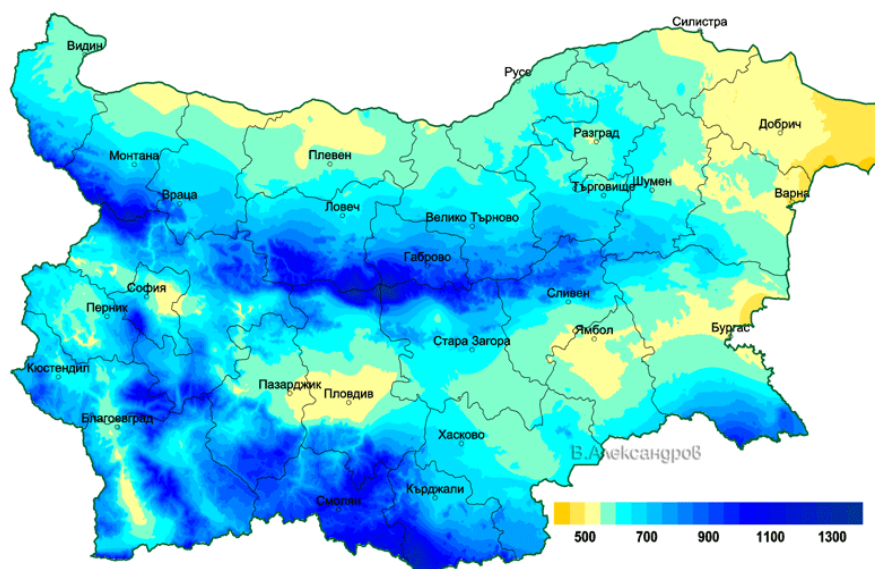 Силистра
Видин
Русе
Добрич
Разград
Плевен
Монтана
Шумен
Търговище
Варна
Враца
Ловеч
Велико Търново
Габрово
София
Сливен
Перник
Ямбол
Бургас
Стара Загора
Кюстендил
Пазарджик
Пловдив
Благоевград
Хасково
В.Александров
Кърджали
Смолян
500 700 900 1100 1300